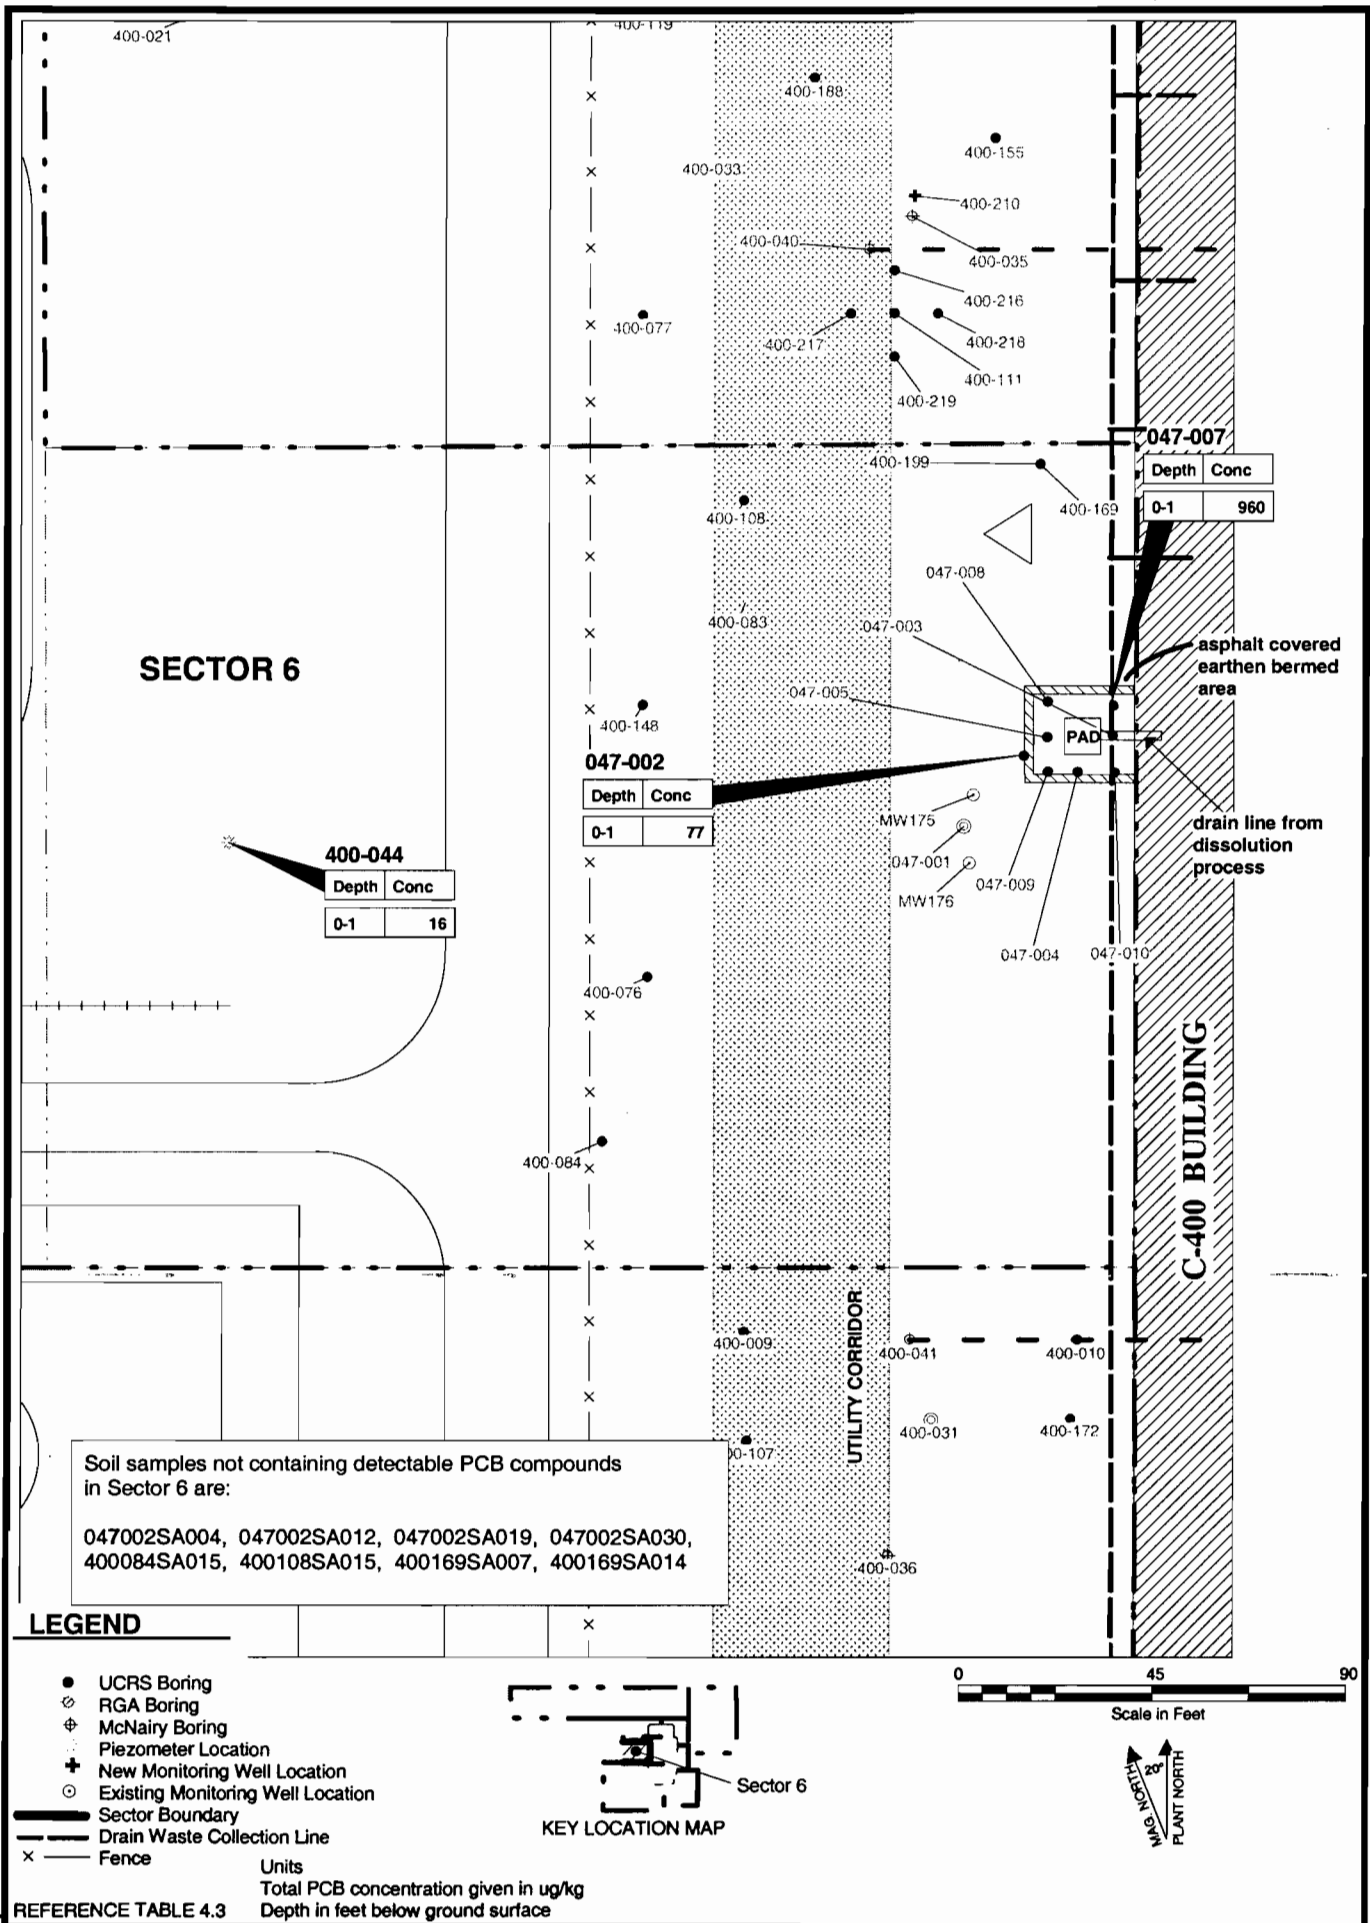 400-021
400-119
400-188
400-155
400-033
400-210
400-040
400-035
400-216
400-077
400-217
400-218
400-111
400-219
047-007
Depth Conc
0-1 960
400-199
400-169
400-108
047-008
400-083
047-003
asphalt covered
earthen bermed
area
SECTOR 6
047-005
400-148
PAD
047-002
Depth Conc
0-1 77
MW175
drain line from
dissolution
process
400-044
Depth Conc
0-1 16
047-001
047-009
MW176
047-004
047-010
400-076
C-400 BUILDING
400-084
UTILITY CORRIDOR
400-009
400-041
400-010
400-031
400-172
00-107
Soil samples not containing detectable PCB compounds
in Sector 6 are:
047002SA004, 047002SA012, 047002SA019, 047002SA030,
400084SA015, 400108SA015, 400169SA007, 400169SA014
400-036
LEGEND
UCRS Boring
RGA Boring
McNairy Boring
Piezometer Location
New Monitoring Well Location
Existing Monitoring Well Location
Sector Boundary
Drain Waste Collection Line
Fence
Units
Total PCB concentration given in ug/kg
REFERENCE TABLE 4.3 Depth in feet below ground surface
Sector 6
KEY LOCATION MAP
0 45 90
Scale in Feet
MAG. NORTH
20°
PLANT NORTH